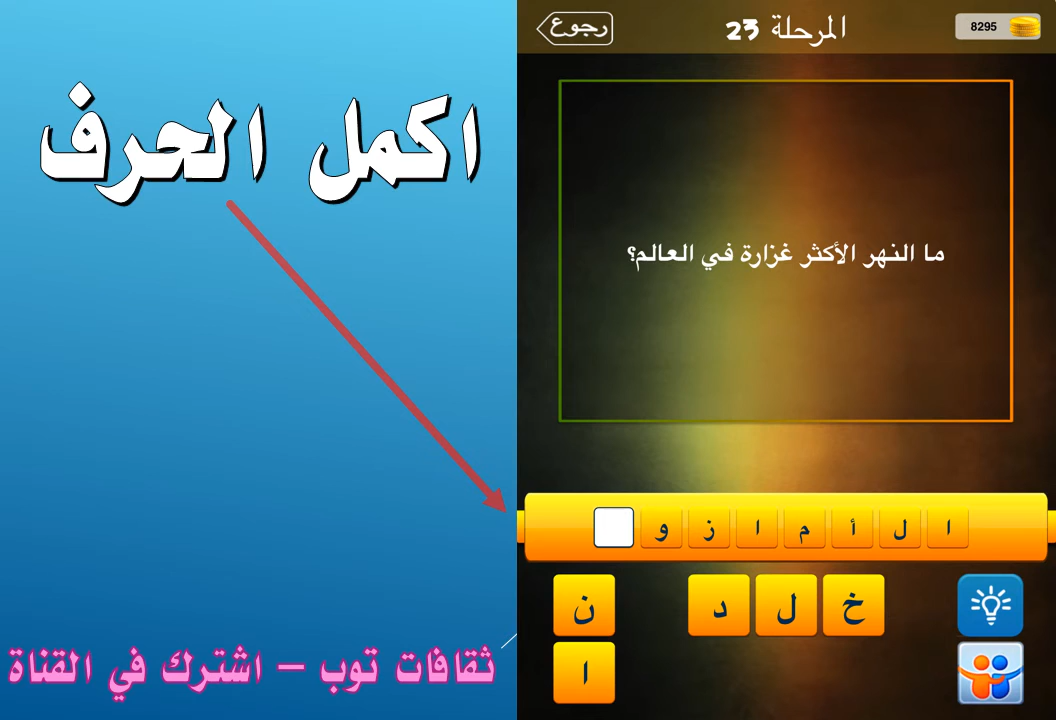 اكمل الحرف
ثقافات توب – اشترك في القناة
رجوع
المرحلة 23
8295
ما النهر الأكثر غزارة في العالم؟
ا ل أ م ا ز و
خ ل د ن
ا